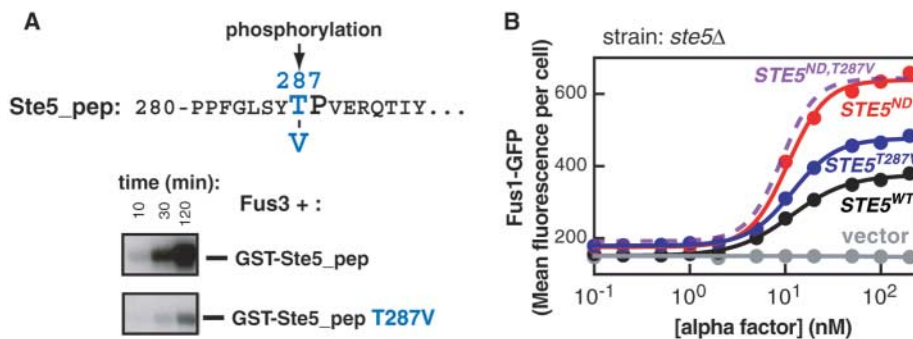 A
phosphorylation
287
Ste5_pep: 280-PPFGLSYTPVERQTIY...
V
time (min):
10 30 120
Fus3 + :
GST-Ste5_pep
GST-Ste5_pep T287V
B
strain: ste5Δ
Fus1-GFP
(Mean fluorescence per cell)
600
400
200
STE5ND,T287V
STE5ND
STE5T287V
STE5WT
vector
10-1 100 101 102
[alpha factor] (nM)